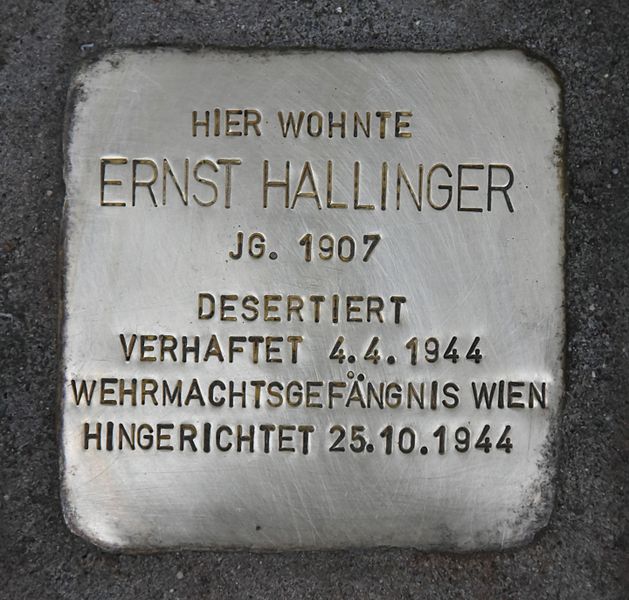 HIER WOHNTE
ERNST HALLINGER
JG. 1907
DESERTIERT
VERHAFTET 4.4.1944
WEHRMACHTSGEFÄNGNIS WIEN
HINGERICHTET 25.10.1944